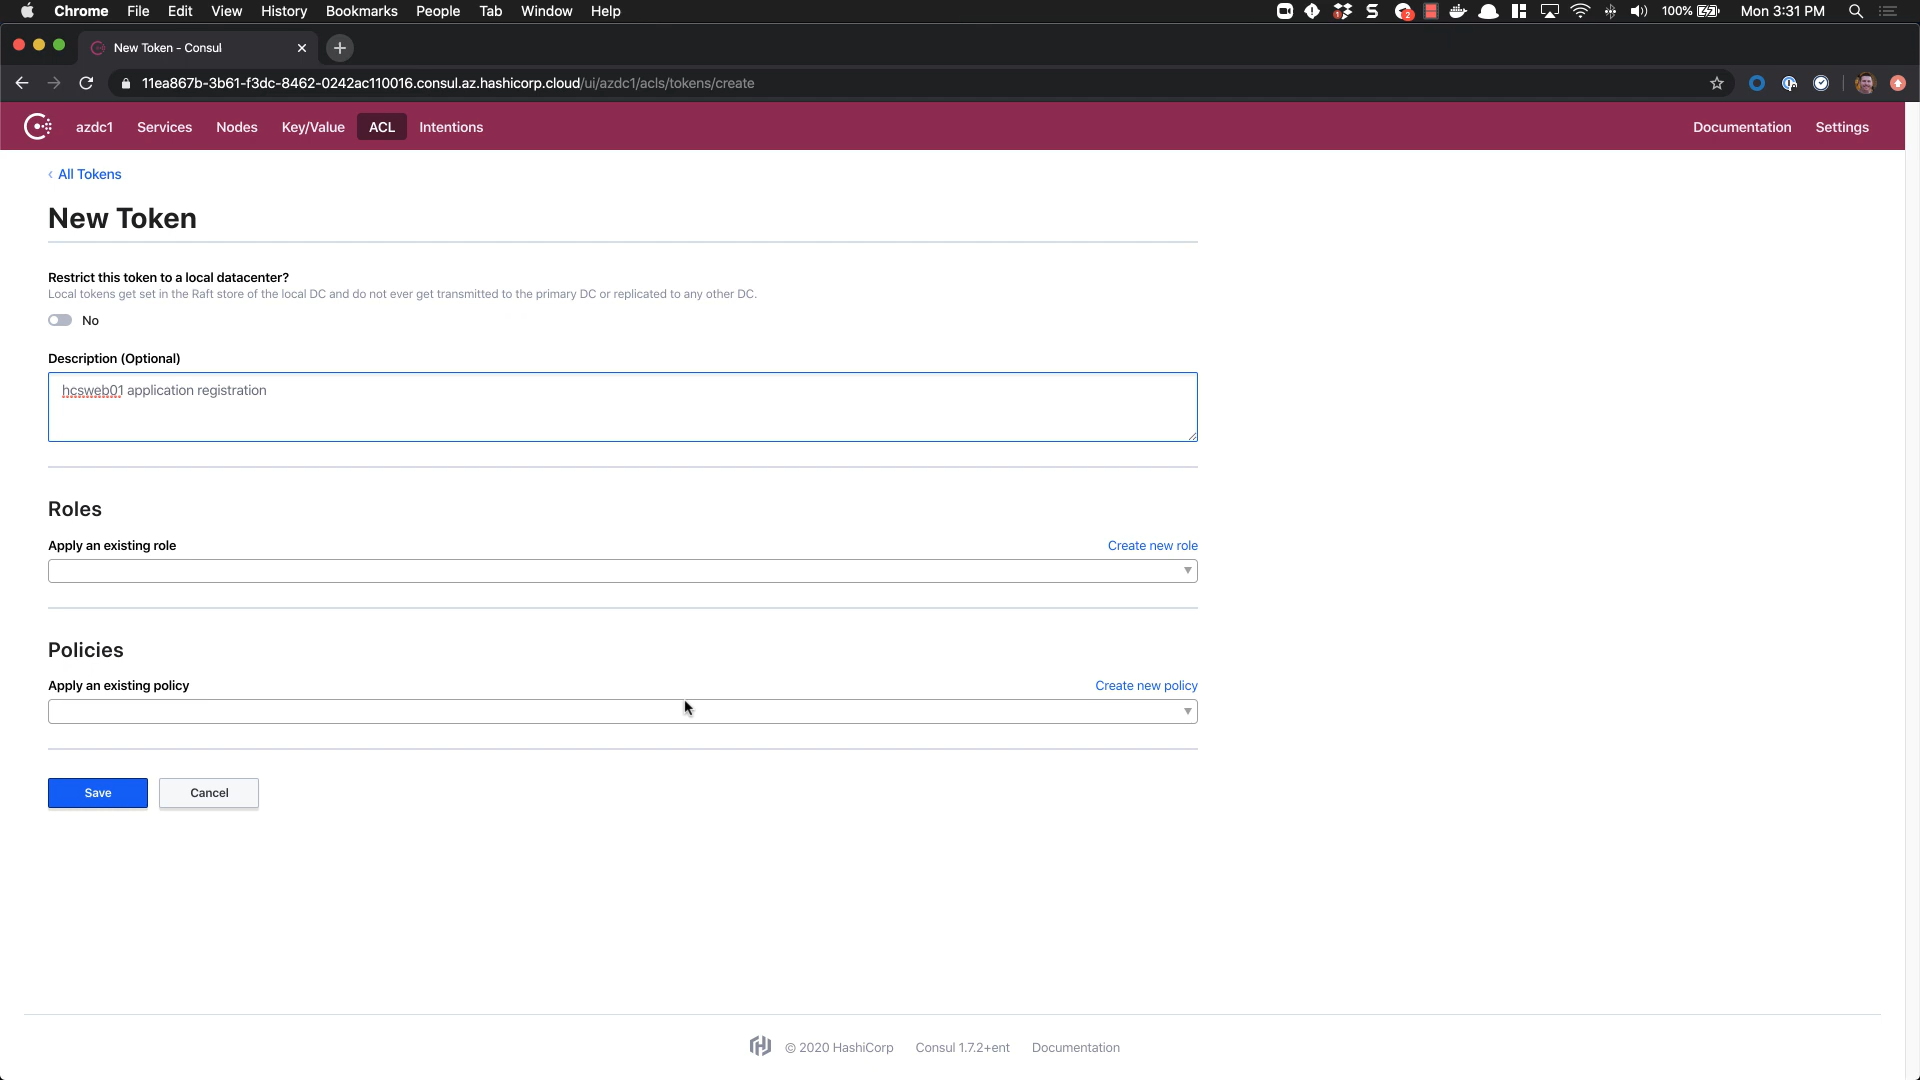 Chrome File Edit View History Bookmarks People Tab Window Help
2 100% Mon 3:31 PM
New Token - Consul
11ea867b-3b61-f3dc-8462-0242ac110016.consul.az.hashicorp.cloud/ui/azdc1/acls/tokens/create
azdc1 Services Nodes Key/Value ACL Intentions Documentation Settings
‹ All Tokens
New Token
Restrict this token to a local datacenter?
Local tokens get set in the Raft store of the local DC and do not ever get transmitted to the primary DC or replicated to any other DC.
No
Description (Optional)
hcsweb01 application registration
Roles
Apply an existing role Create new role
Policies
Apply an existing policy Create new policy
Save Cancel
© 2020 HashiCorp Consul 1.7.2+ent Documentation